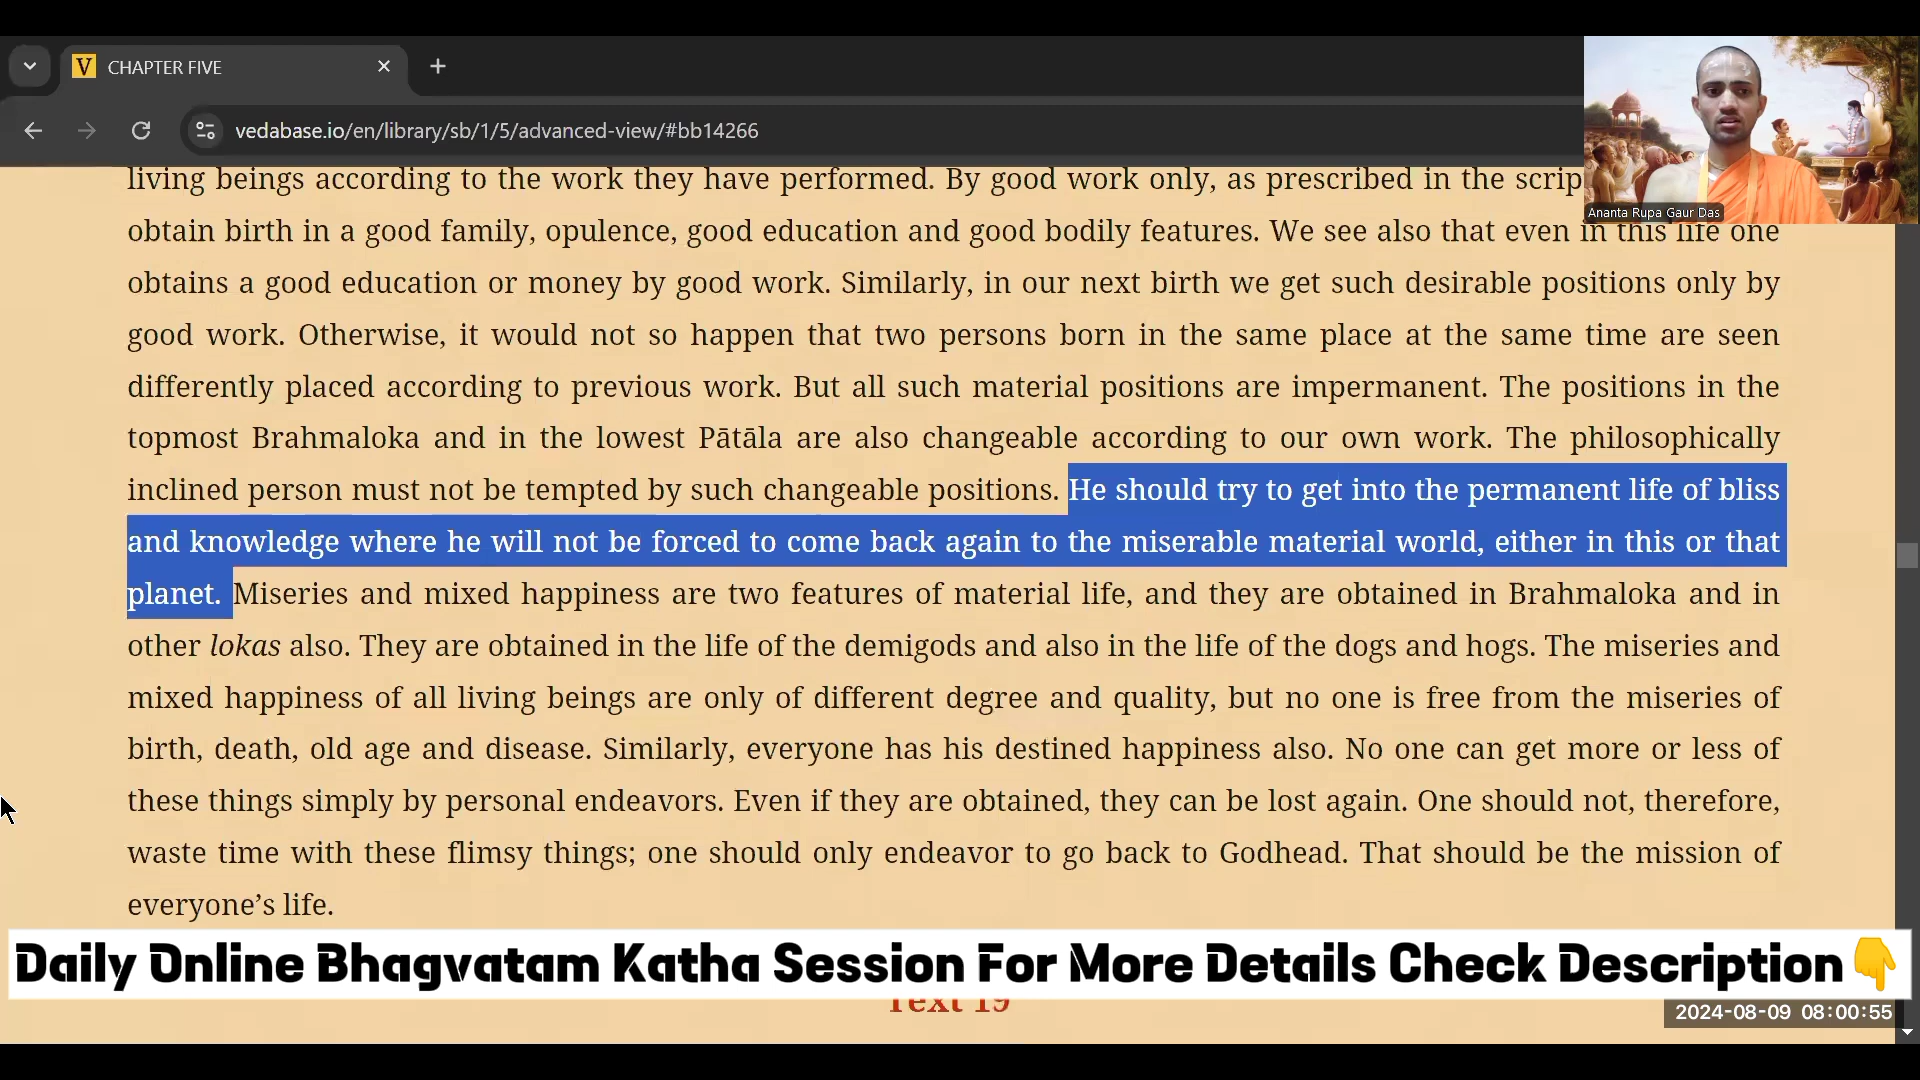 CHAPTER FIVE
vedabase.io/en/library/sb/1/5/advanced-view/#bb14266
Ananta Rupa Gaur Das
living beings according to the work they have performed. By good work only, as prescribed in the scrip
obtain birth in a good family, opulence, good education and good bodily features. We see also that even in this life one
obtains a good education or money by good work. Similarly, in our next birth we get such desirable positions only by
good work. Otherwise, it would not so happen that two persons born in the same place at the same time are seen
differently placed according to previous work. But all such material positions are impermanent. The positions in the
topmost Brahmaloka and in the lowest Pātāla are also changeable according to our own work. The philosophically
inclined person must not be tempted by such changeable positions. He should try to get into the permanent life of bliss
and knowledge where he will not be forced to come back again to the miserable material world, either in this or that
planet. Miseries and mixed happiness are two features of material life, and they are obtained in Brahmaloka and in
other lokas also. They are obtained in the life of the demigods and also in the life of the dogs and hogs. The miseries and
mixed happiness of all living beings are only of different degree and quality, but no one is free from the miseries of
birth, death, old age and disease. Similarly, everyone has his destined happiness also. No one can get more or less of
these things simply by personal endeavors. Even if they are obtained, they can be lost again. One should not, therefore,
waste time with these flimsy things; one should only endeavor to go back to Godhead. That should be the mission of
everyone’s life.
Daily Online Bhagvatam Katha Session For More Details Check Description👇
Text 19
2024-08-09 08:00:55